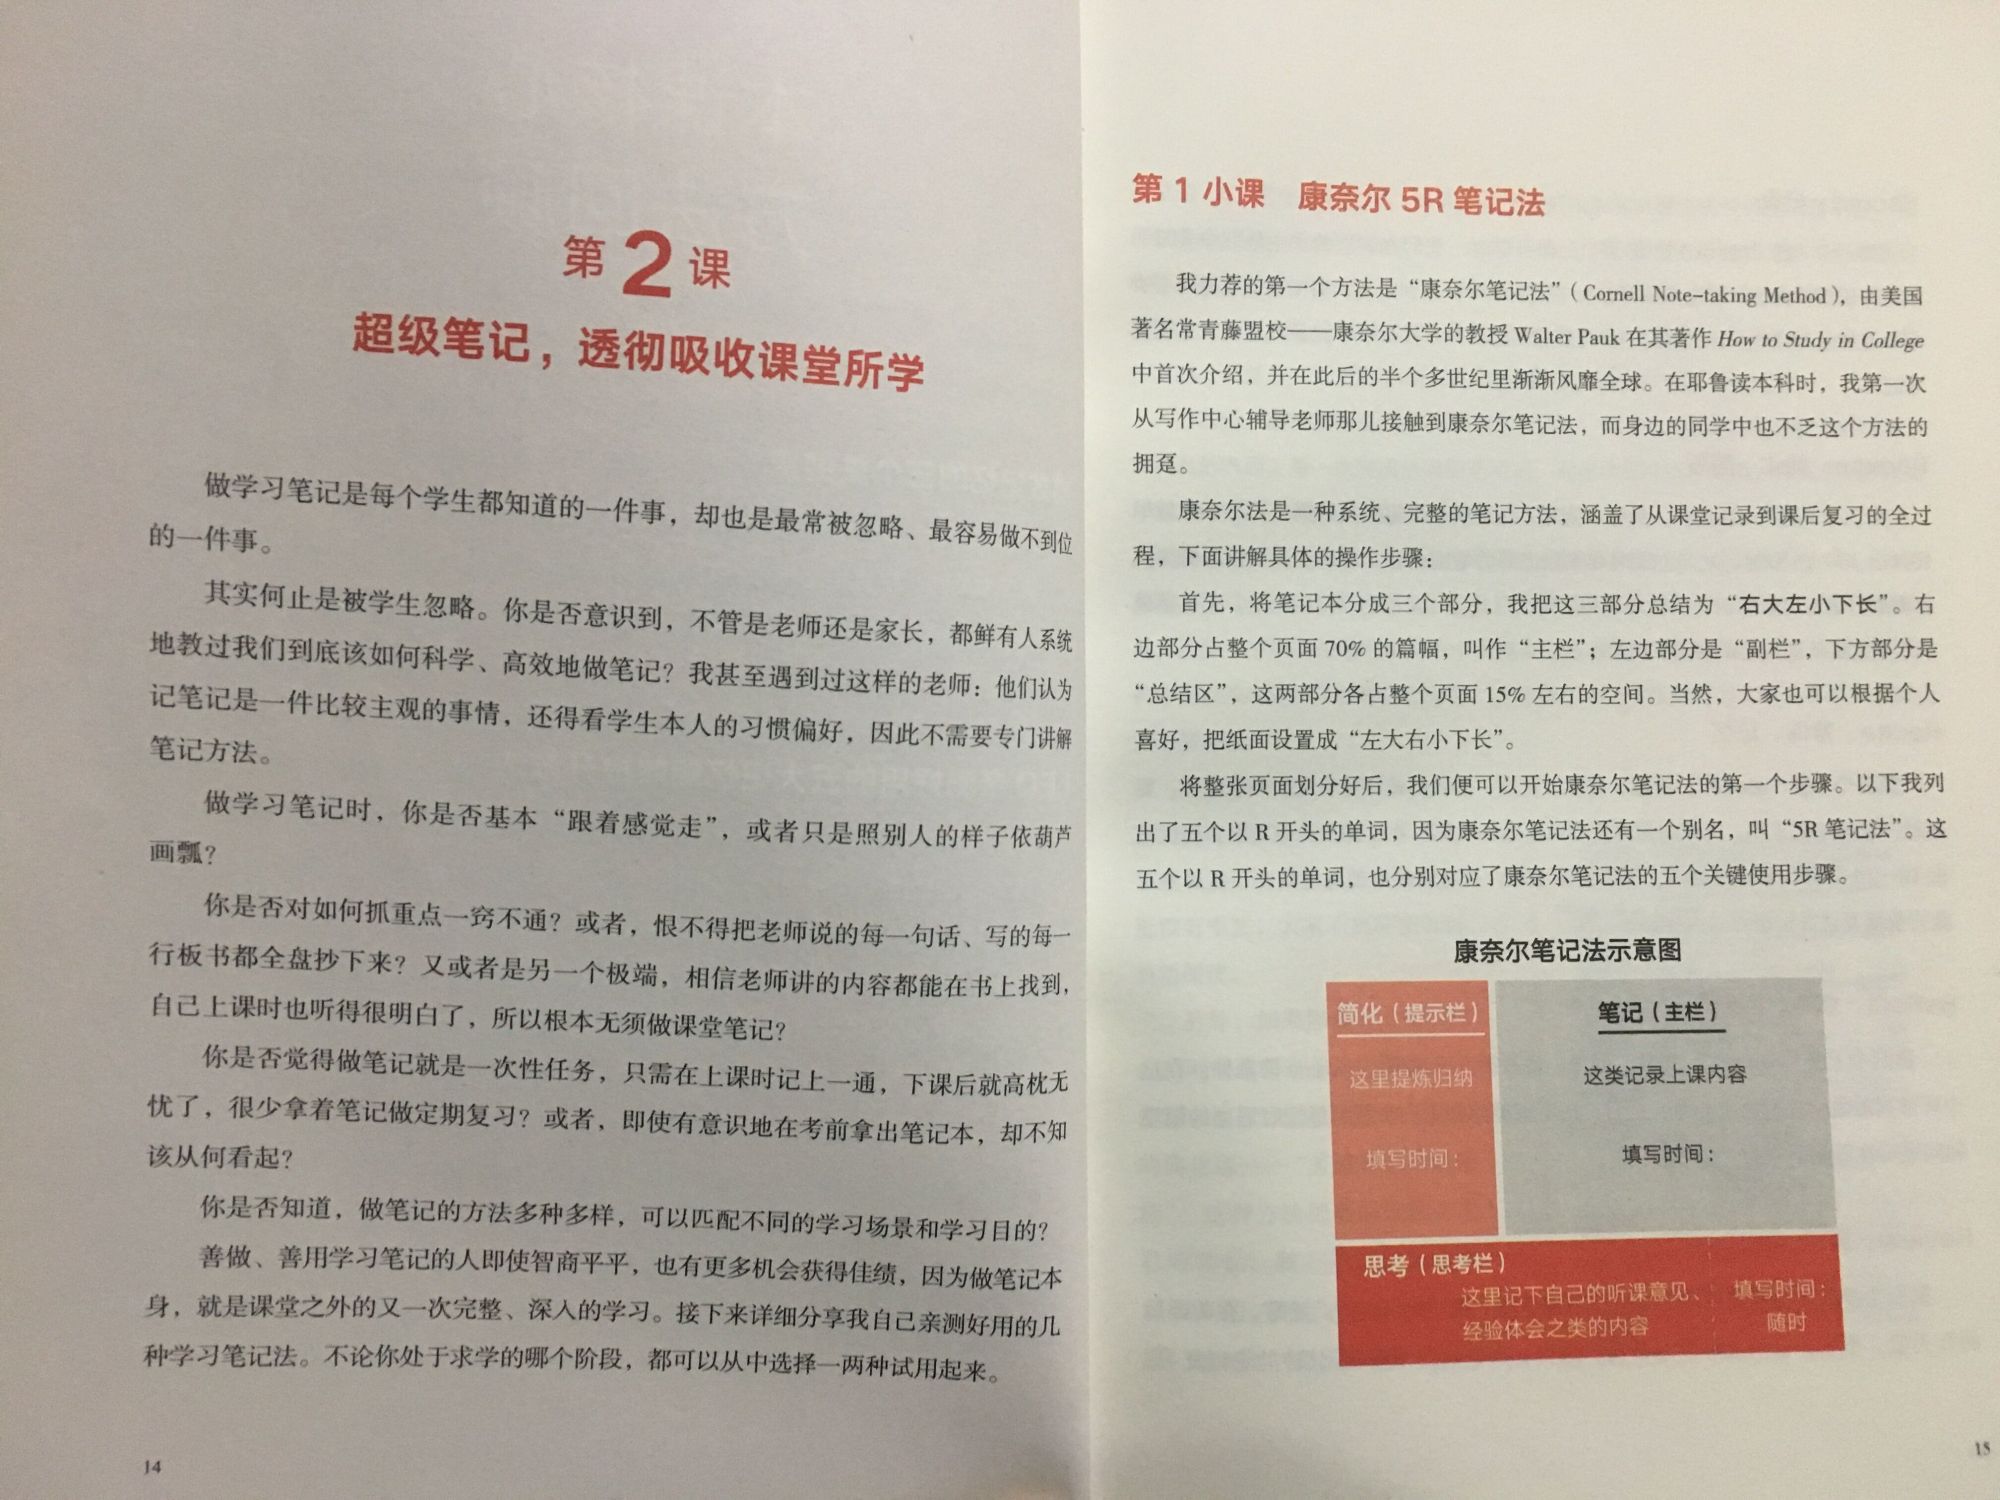 第2课
超级笔记，透彻吸收课堂所学
做学习笔记是每个学生都知道的一件事，却也是最常被忽略、最容易做不到位
的一件事。
其实何止是被学生忽略。你是否意识到，不管是老师还是家长，都鲜有人系统
地教过我们到底该如何科学、高效地做笔记？我甚至遇到过这样的老师：他们认为
记笔记是一件比较主观的事情，还得看学生本人的习惯偏好，因此不需要专门讲解
笔记方法。
做学习笔记时，你是否基本“跟着感觉走”，或者只是照别人的样子依葫芦
画瓢？
你是否对如何抓重点一窍不通？或者，恨不得把老师说的每一句话、写的每一
行板书都全盘抄下来？又或者是另一个极端，相信老师讲的内容都能在书上找到，
自己上课时也听得很明白了，所以根本无须做课堂笔记？
你是否觉得做笔记就是一次性任务，只需在上课时记上一通，下课后就高枕无
忧了，很少拿着笔记做定期复习？或者，即使有意识地在考前拿出笔记本，却不知
该从何看起？
你是否知道，做笔记的方法多种多样，可以匹配不同的学习场景和学习目的？
善做、善用学习笔记的人即使智商平平，也有更多机会获得佳绩，因为做笔记本
身，就是课堂之外的又一次完整、深入的学习。接下来详细分享我自己亲测好用的几
种学习笔记法。不论你处于求学的哪个阶段，都可以从中选择一两种试用起来。
14
第 1 小课 康奈尔 5R 笔记法
我力荐的第一个方法是“康奈尔笔记法”（Cornell Note-taking Method），由美国
著名常青藤盟校——康奈尔大学的教授 Walter Pauk 在其著作 How to Study in College
中首次介绍，并在此后的半个多世纪里渐渐风靡全球。在耶鲁读本科时，我第一次
从写作中心辅导老师那儿接触到康奈尔笔记法，而身边的同学中也不乏这个方法的
拥趸。
康奈尔法是一种系统、完整的笔记方法，涵盖了从课堂记录到课后复习的全过
程，下面讲解具体的操作步骤：
首先，将笔记本分成三个部分，我把这三部分总结为“右大左小下长”。右
边部分占整个页面 70% 的篇幅，叫作“主栏”；左边部分是“副栏”，下方部分是
“总结区”，这两部分各占整个页面 15% 左右的空间。当然，大家也可以根据个人
喜好，把纸面设置成“左大右小下长”。
将整张页面划分好后，我们便可以开始康奈尔笔记法的第一个步骤。以下我列
出了五个以 R 开头的单词，因为康奈尔笔记法还有一个别名，叫“5R 笔记法”。这
五个以 R 开头的单词，也分别对应了康奈尔笔记法的五个关键使用步骤。
康奈尔笔记法示意图
简化（提示栏）
这里提炼归纳
填写时间：
笔记（主栏）
这类记录上课内容
填写时间：
思考（思考栏）
这里记下自己的听课意见、
经验体会之类的内容
填写时间：
随时
15